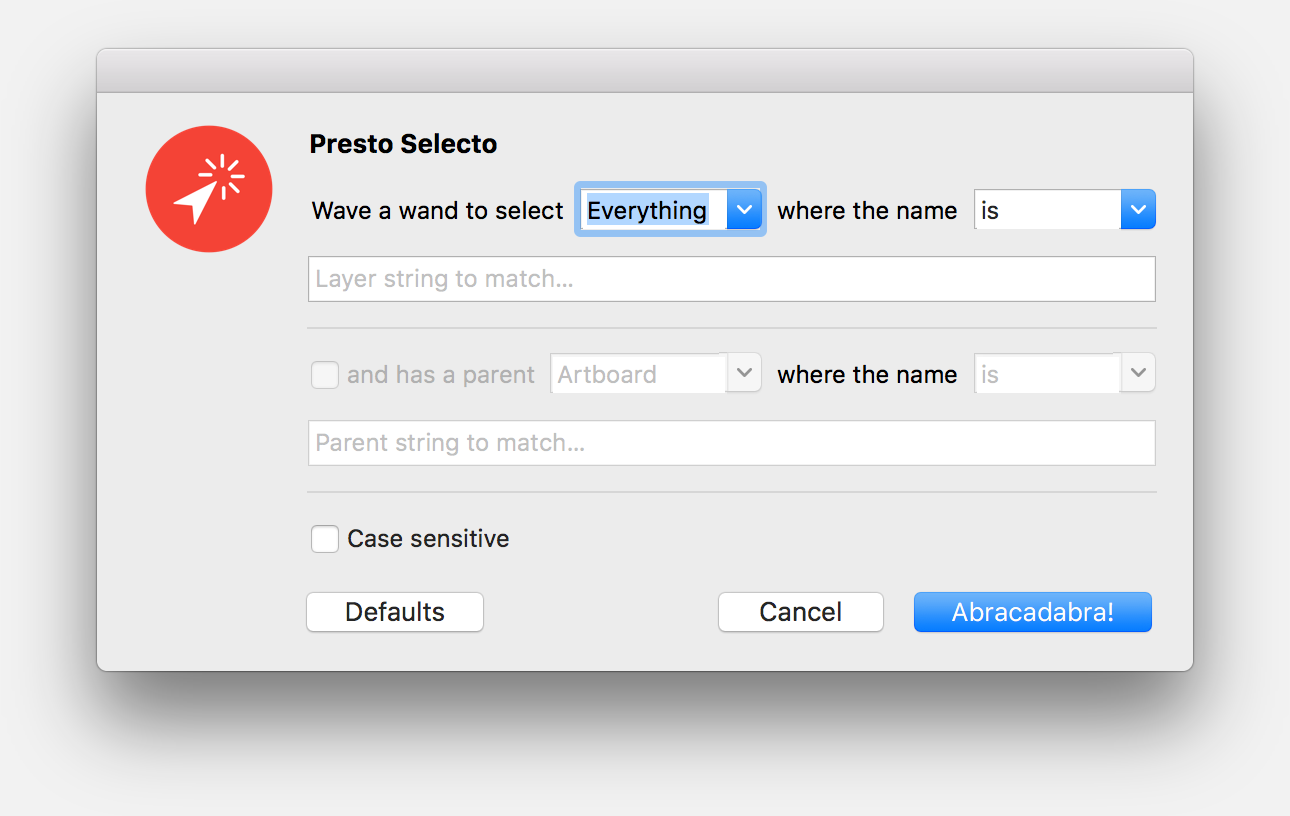 Presto Selecto
Wave a wand to select Everything where the name is
Layer string to match...
and has a parent Artboard where the name is
Parent string to match...
Case sensitive
Defaults Cancel Abracadabra!